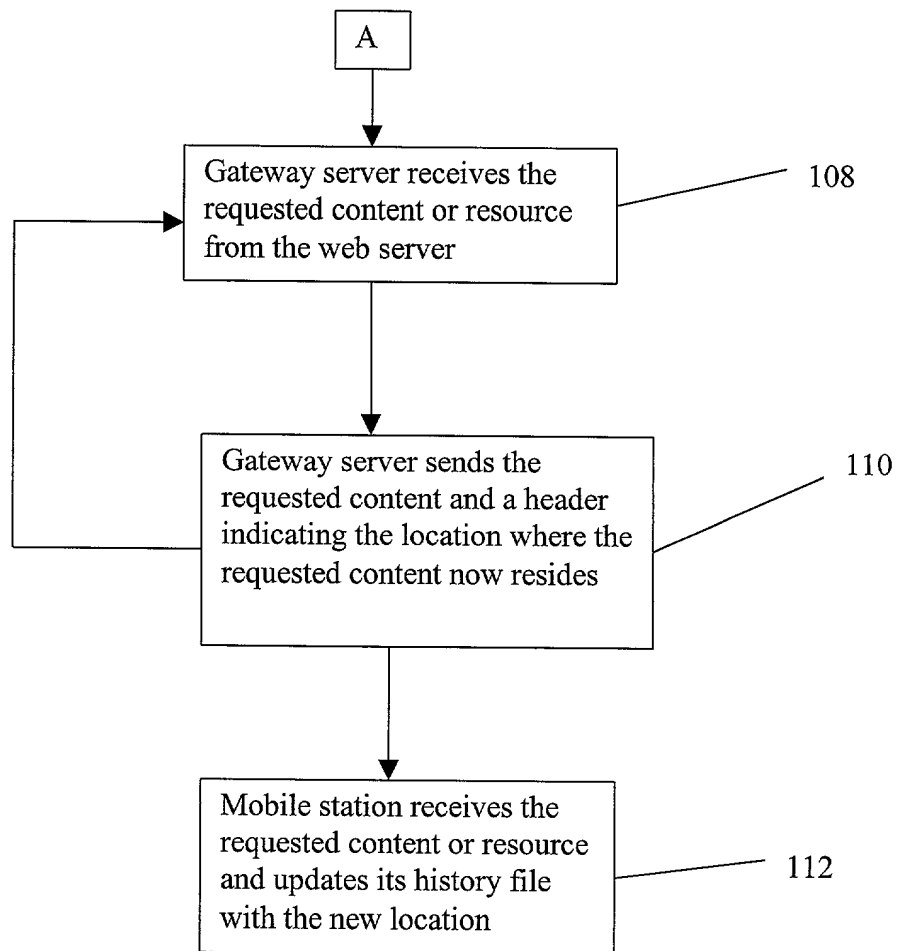 A
Gateway server receives the
requested content or resource
from the web server
108
Gateway server sends the
requested content and a header
indicating the location where the
requested content now resides
110
Mobile station receives the
requested content or resource
and updates its history file
with the new location
112